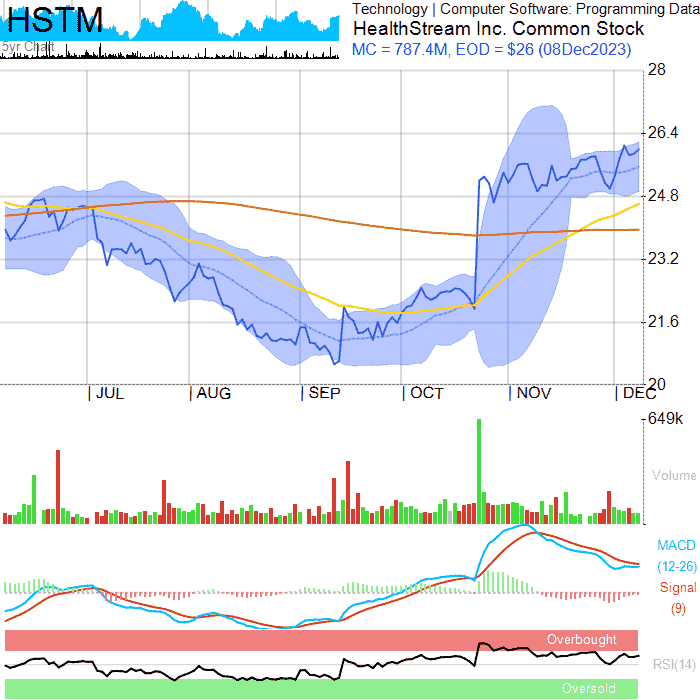 HSTM
5yr Chart
Technology | Computer Software: Programming Data
HealthStream Inc. Common Stock
MC = 787.4M, EOD = $26 (08Dec2023)
28
26.4
24.8
23.2
21.6
20
JUL AUG SEP OCT NOV DEC
649k
Volume
MACD
(12-26)
Signal
(9)
Overbought
RSI(14)
Oversold